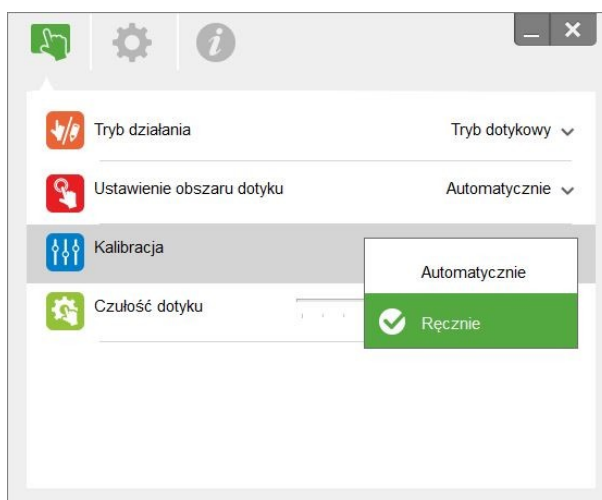 Tryb działania Tryb dotykowy
Ustawienie obszaru dotyku Automatycznie
Kalibracja
Automatycznie
Czułość dotyku
Ręcznie